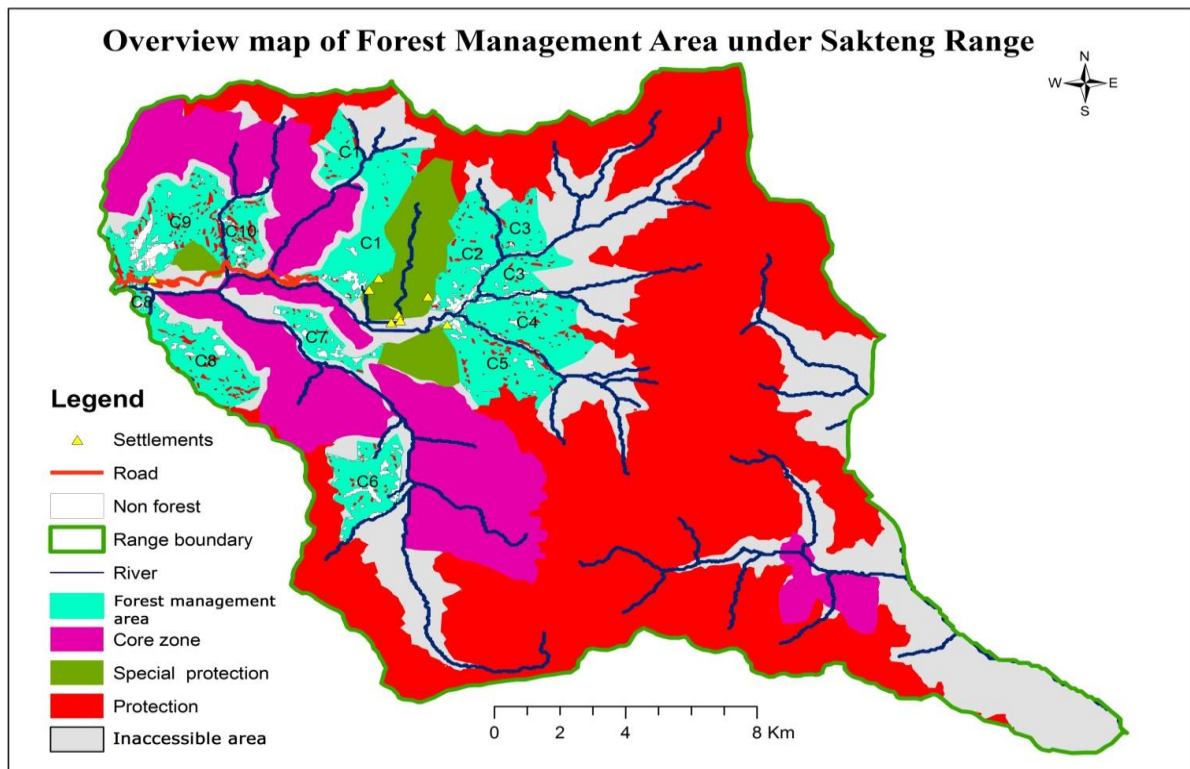 Overview map of Forest Management Area under Sakteng Range
N
W E
S
C1
C9
C10
C1
C3
C2
C3
C8
C4
C7
C8
C5
C6
Legend
Settlements
Road
Non forest
Range boundary
River
Forest management
area
Core zone
Special protection
Protection
Inaccessible area
0 2 4 8 Km